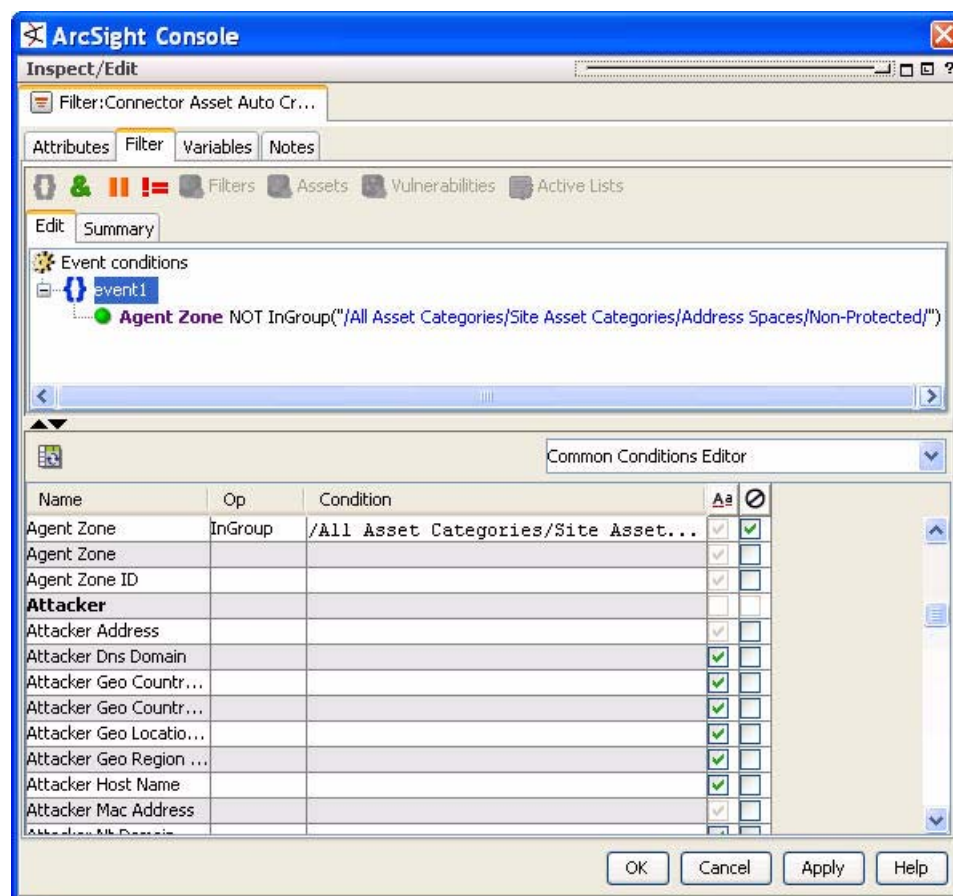 ArcSight Console
Inspect/Edit ?
Filter:Connector Asset Auto Cr...
Attributes Filter Variables Notes
{} & != Filters Assets Vulnerabilities Active Lists
Edit Summary
Event conditions
{} event1
Agent Zone NOT InGroup("/All Asset Categories/Site Asset Categories/Address Spaces/Non-Protected/")
Common Conditions Editor
Name Op Condition Aa
Agent Zone InGroup /All Asset Categories/Site Asset...
Agent Zone
Agent Zone ID
Attacker
Attacker Address
Attacker Dns Domain
Attacker Geo Countr...
Attacker Geo Countr...
Attacker Geo Locatio...
Attacker Geo Region ...
Attacker Host Name
Attacker Mac Address
OK Cancel Apply Help